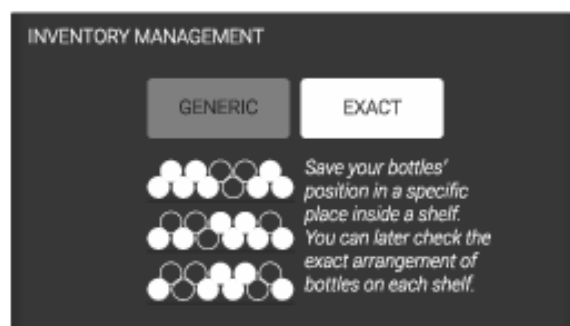 INVENTORY MANAGEMENT
GENERIC
EXACT
Save your bottles'
position in a specific
place inside a shelf.
You can later check the
exact arrangement of
bottles on each shelf.